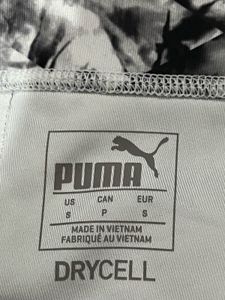 PUMA
US CAN EUR
S P S
MADE IN VIETNAM
FABRIQUÉ AU VIETNAM
DRYCELL